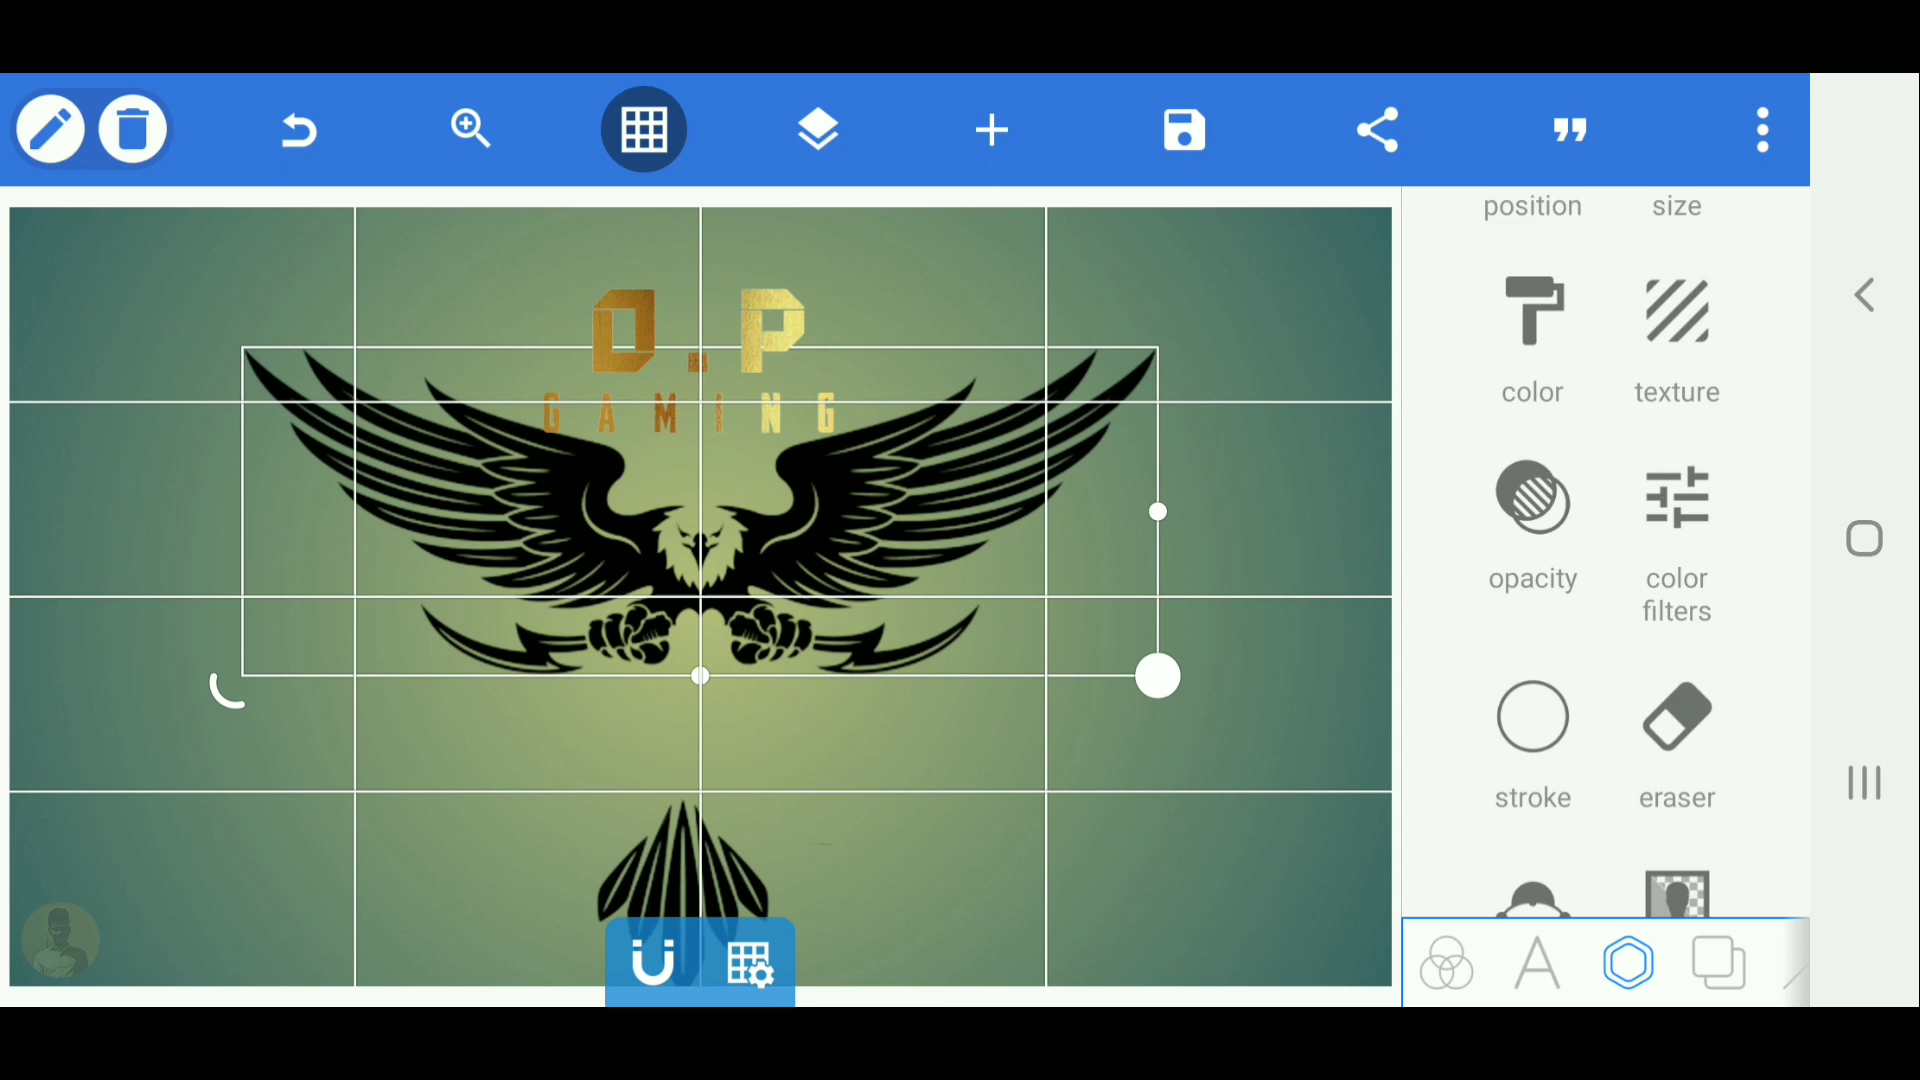 position size
O.P
GAMING
color texture
opacity color
filters
stroke eraser